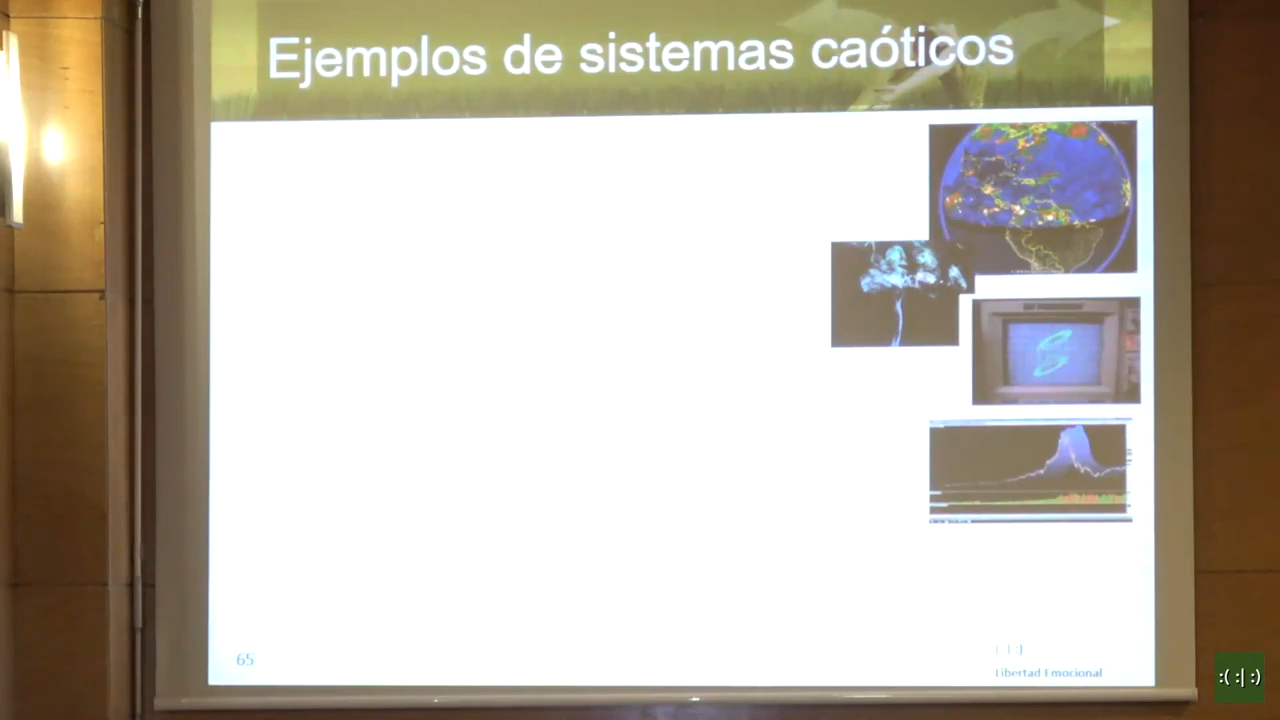 Ejemplos de sistemas caóticos
65
( | :)
Libertad Emocional
:( :| :)